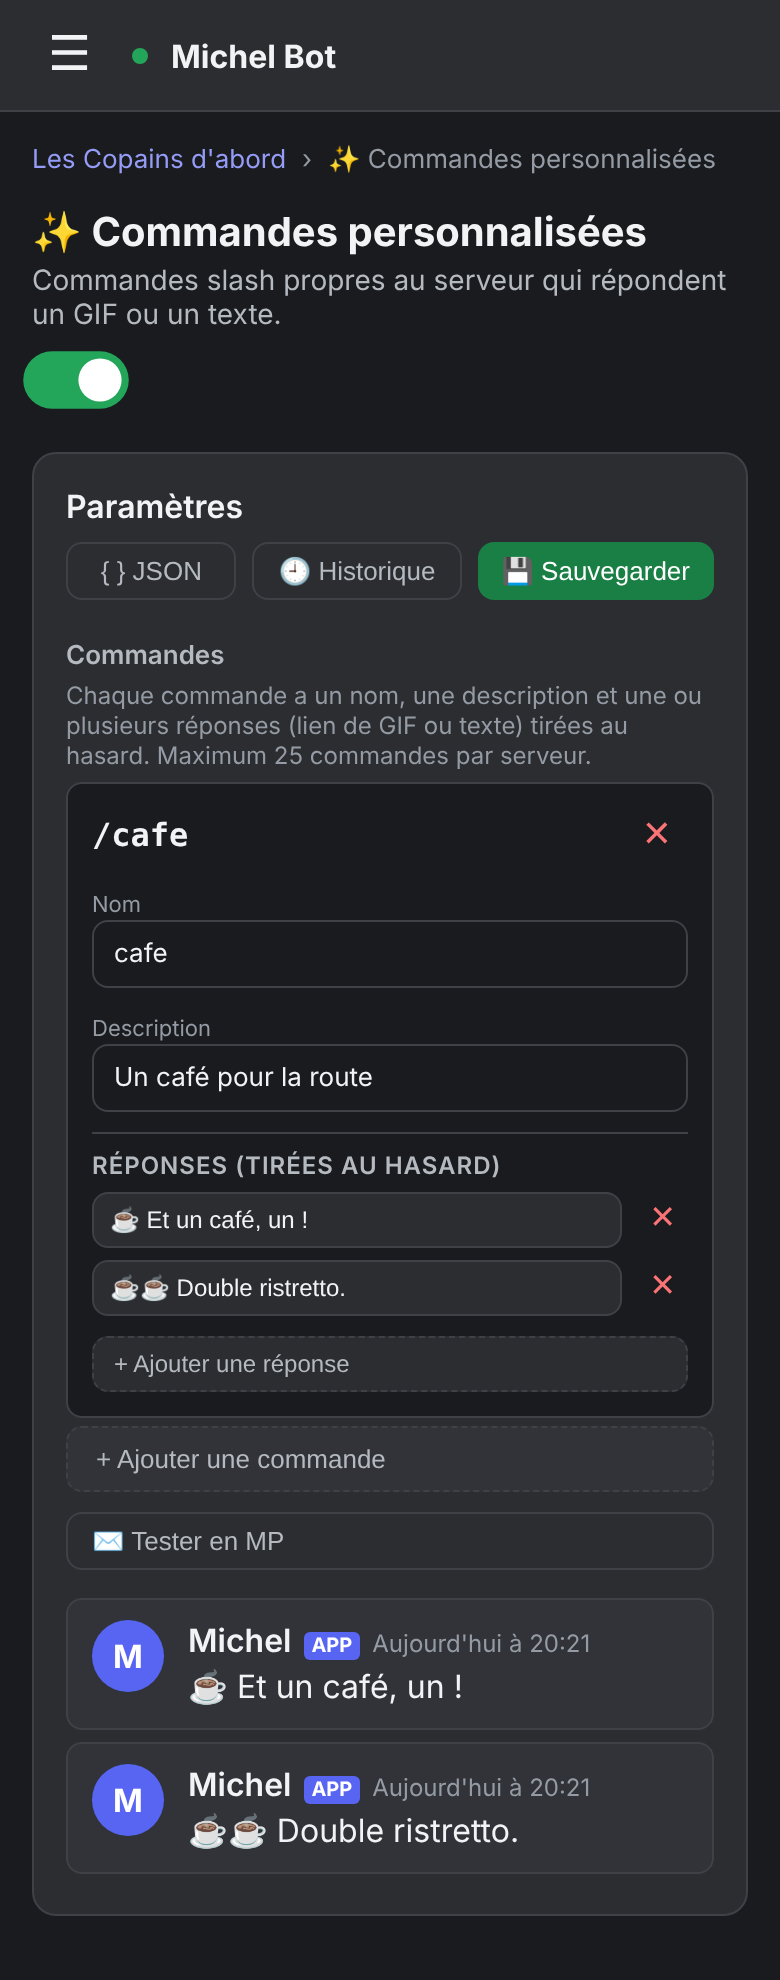 ☰ Michel Bot
Les Copains d'abord › ✨ Commandes personnalisées
✨ Commandes personnalisées
Commandes slash propres au serveur qui répondent
un GIF ou un texte.
Paramètres
{ } JSON 🕘 Historique 💾 Sauvegarder
Commandes
Chaque commande a un nom, une description et une ou
plusieurs réponses (lien de GIF ou texte) tirées au
hasard. Maximum 25 commandes par serveur.
/cafe ✕
Nom
cafe
Description
Un café pour la route
RÉPONSES (TIRÉES AU HASARD)
☕ Et un café, un ! ✕
☕☕ Double ristretto. ✕
+ Ajouter une réponse
+ Ajouter une commande
✉️ Tester en MP
M Michel APP Aujourd'hui à 20:21
☕ Et un café, un !
M Michel APP Aujourd'hui à 20:21
☕☕ Double ristretto.